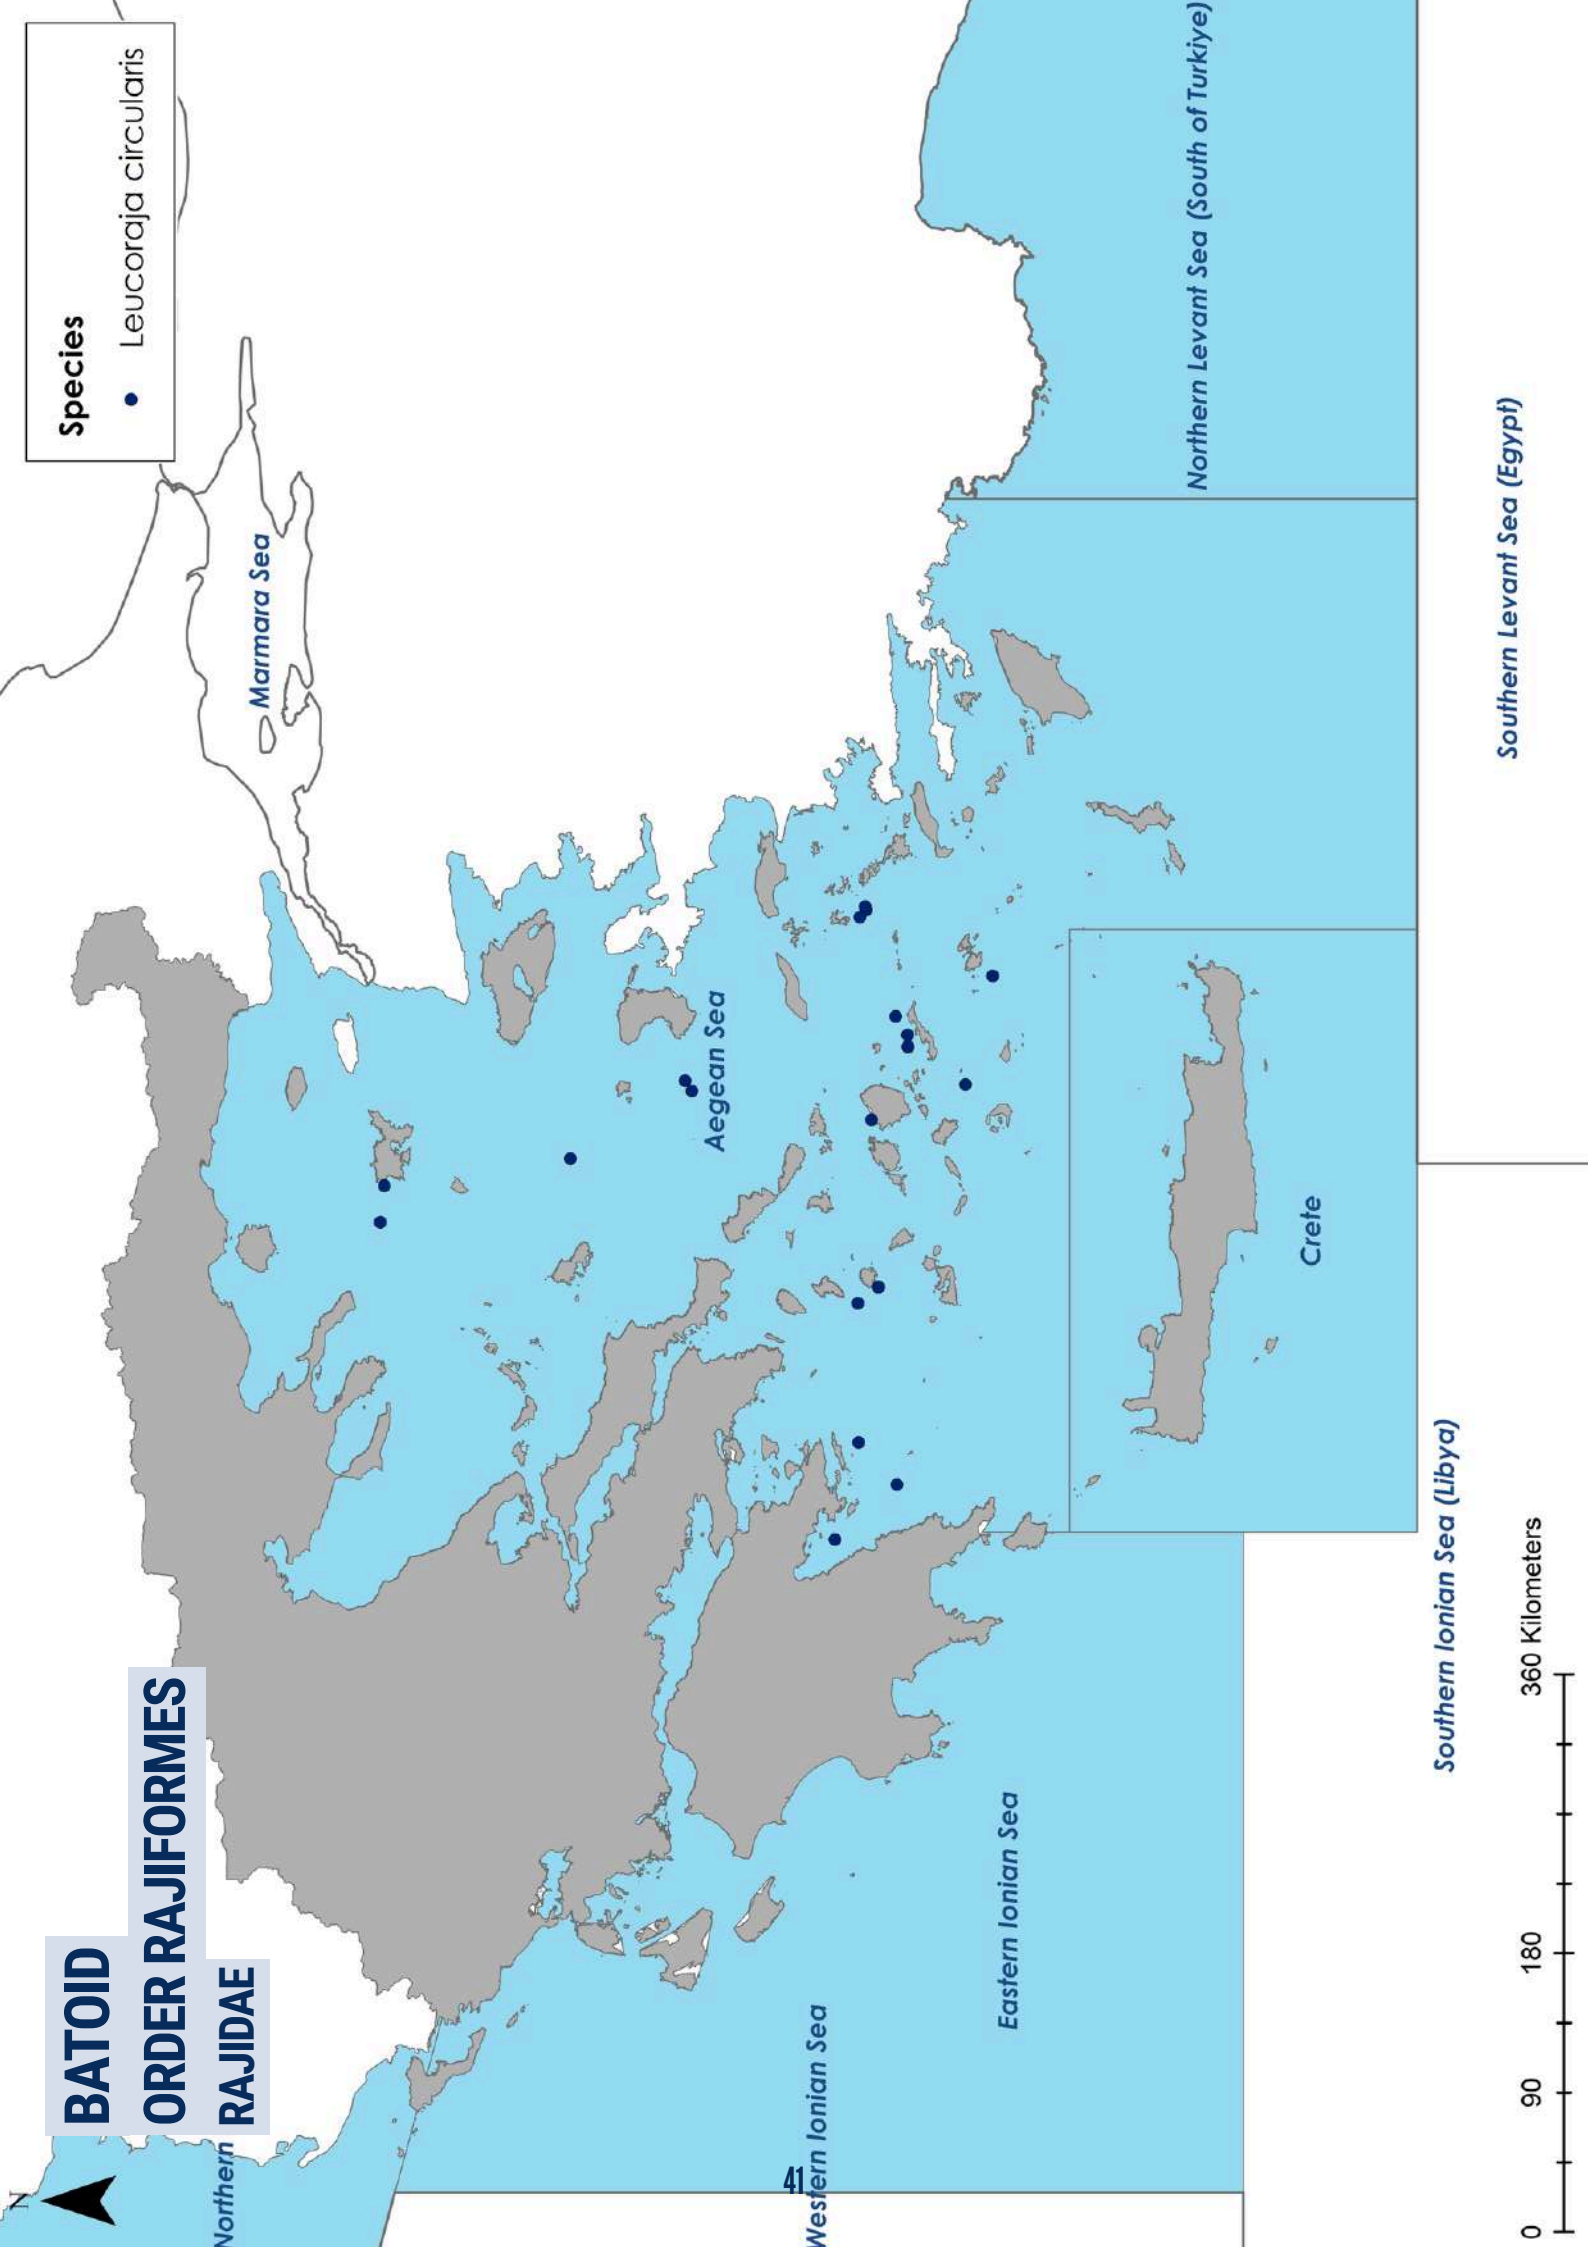 BATOID
ORDER RAJIFORMES
RAJIDAE
N
Species
Leucoraja circularis
Northern
Marmara Sea
Aegean Sea
Western Ionian Sea
Eastern Ionian Sea
Crete
Northern Levant Sea (South of Turkiye)
Southern Ionian Sea (Libya)
Southern Levant Sea (Egypt)
0 90 180 360 Kilometers
41